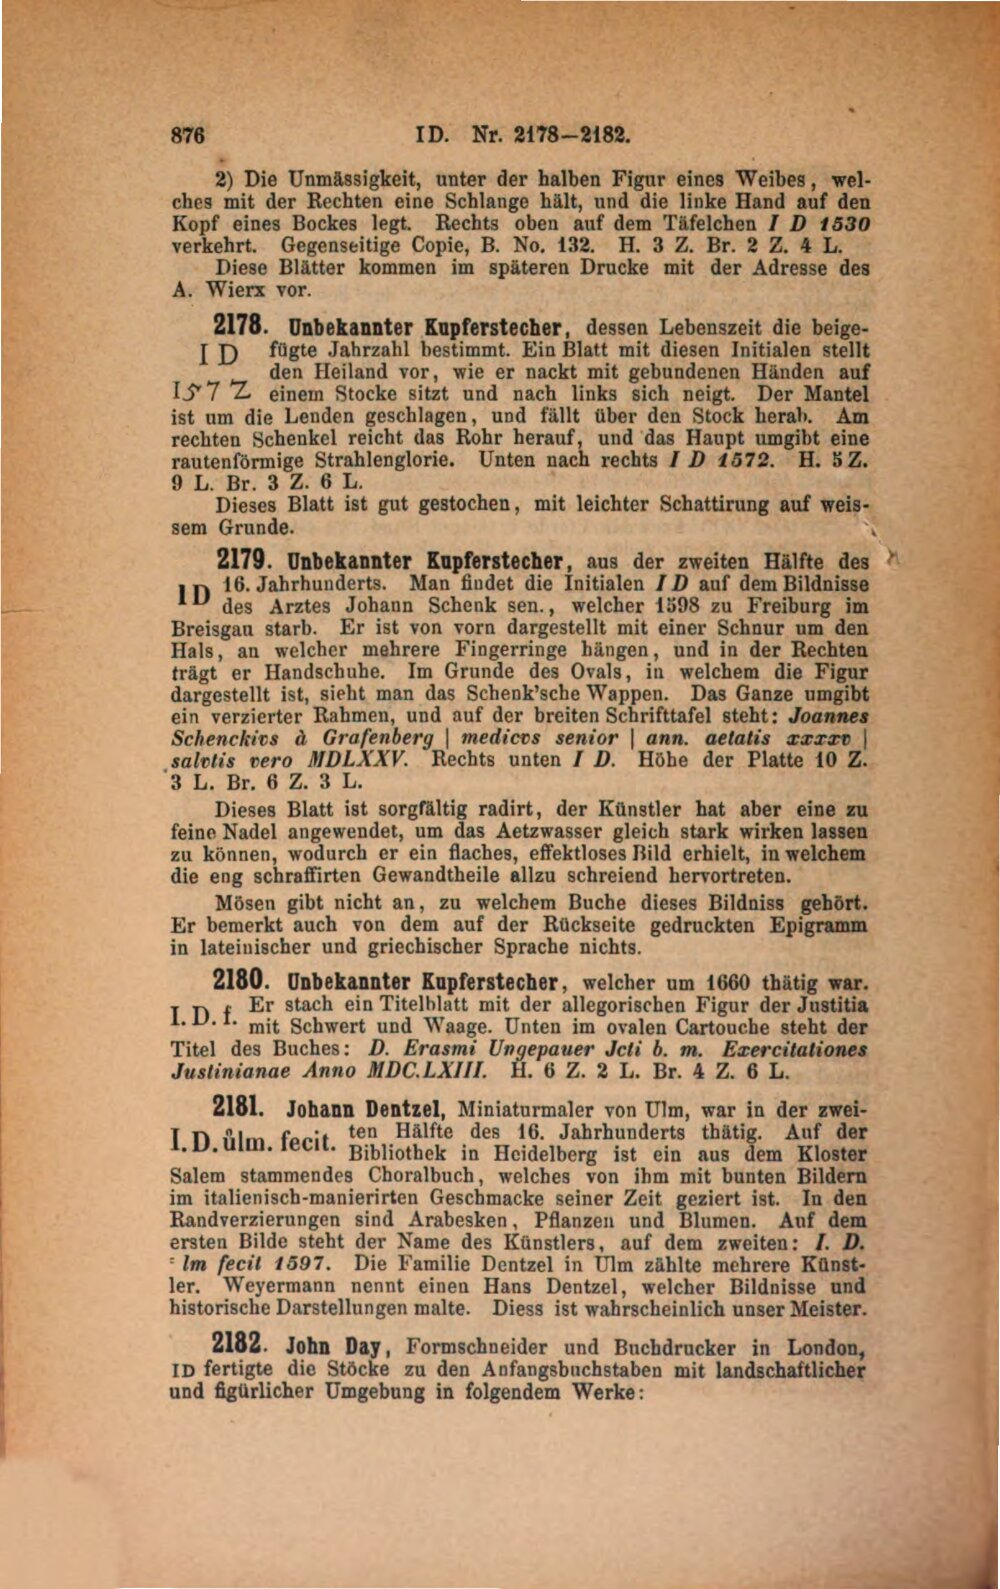 876 ID. Nr. 2178—2182.
2) Die Unmässigkeit, unter der halben Figur eines Weibes, wel-
ches mit der Rechten eine Schlange hält, und die linke Hand auf den
Kopf eines Bockes legt. Rechts oben auf dem Täfelchen I D 1530
verkehrt. Gegenseitige Copie, B. No. 132. H. 3 Z. Br. 2 Z. 4 L.
Diese Blätter kommen im späteren Drucke mit der Adresse des
A. Wierx vor.
2178. Unbekannter Kupferstecher, dessen Lebenszeit die beige-
I D fügte Jahrzahl bestimmt. Ein Blatt mit diesen Initialen stellt
den Heiland vor, wie er nackt mit gebundenen Händen auf
1572 einem Stocke sitzt und nach links sich neigt. Der Mantel
ist um die Lenden geschlagen, und fällt über den Stock herab. Am
rechten Schenkel reicht das Rohr herauf, und das Haupt umgibt eine
rautenförmige Strahlenglorie. Unten nach rechts I D 1572. H. 5 Z.
9 L. Br. 3 Z. 6 L.
Dieses Blatt ist gut gestochen, mit leichter Schattirung auf weis-
sem Grunde.
2179. Unbekannter Kupferstecher, aus der zweiten Hälfte des
I D 16. Jahrhunderts. Man findet die Initialen I D auf dem Bildnisse
des Arztes Johann Schenk sen., welcher 1598 zu Freiburg im
Breisgau starb. Er ist von vorn dargestellt mit einer Schnur um den
Hals, an welcher mehrere Fingerringe hängen, und in der Rechten
trägt er Handschuhe. Im Grunde des Ovals, in welchem die Figur
dargestellt ist, sieht man das Schenk'sche Wappen. Das Ganze umgibt
ein verzierter Rahmen, und auf der breiten Schrifttafel steht: Joannes
Schenckivs à Grafenberg | medicvs senior | ann. aetatis xxxxv |
salvtis vero MDLXXV. Rechts unten I D. Höhe der Platte 10 Z.
3 L. Br. 6 Z. 3 L.
Dieses Blatt ist sorgfältig radirt, der Künstler hat aber eine zu
feine Nadel angewendet, um das Aetzwasser gleich stark wirken lassen
zu können, wodurch er ein flaches, effektloses Bild erhielt, in welchem
die eng schraffirten Gewandtheile allzu schreiend hervortreten.
Mösen gibt nicht an, zu welchem Buche dieses Bildniss gehört.
Er bemerkt auch von dem auf der Rückseite gedruckten Epigramm
in lateinischer und griechischer Sprache nichts.
2180. Unbekannter Kupferstecher, welcher um 1660 thätig war.
I. D. f. Er stach ein Titelblatt mit der allegorischen Figur der Justitia
mit Schwert und Waage. Unten im ovalen Cartouche steht der
Titel des Buches: D. Erasmi Ungepauer Jcti b. m. Exercitationes
Justinianae Anno MDC.LXIII. H. 6 Z. 2 L. Br. 4 Z. 6 L.
2181. Johann Dentzel, Miniaturmaler von Ulm, war in der zwei-
I. D. ůlm. fecit. ten Hälfte des 16. Jahrhunderts thätig. Auf der
Bibliothek in Heidelberg ist ein aus dem Kloster
Salem stammendes Choralbuch, welches von ihm mit bunten Bildern
im italienisch-manierirten Geschmacke seiner Zeit geziert ist. In den
Randverzierungen sind Arabesken, Pflanzen und Blumen. Auf dem
ersten Bilde steht der Name des Künstlers, auf dem zweiten: I. D.
lm fecit 1597. Die Familie Dentzel in Ulm zählte mehrere Künst-
ler. Weyermann nennt einen Hans Dentzel, welcher Bildnisse und
historische Darstellungen malte. Diess ist wahrscheinlich unser Meister.
2182. John Day, Formschneider und Buchdrucker in London,
ID fertigte die Stöcke zu den Anfangsbuchstaben mit landschaftlicher
und figürlicher Umgebung in folgendem Werke: